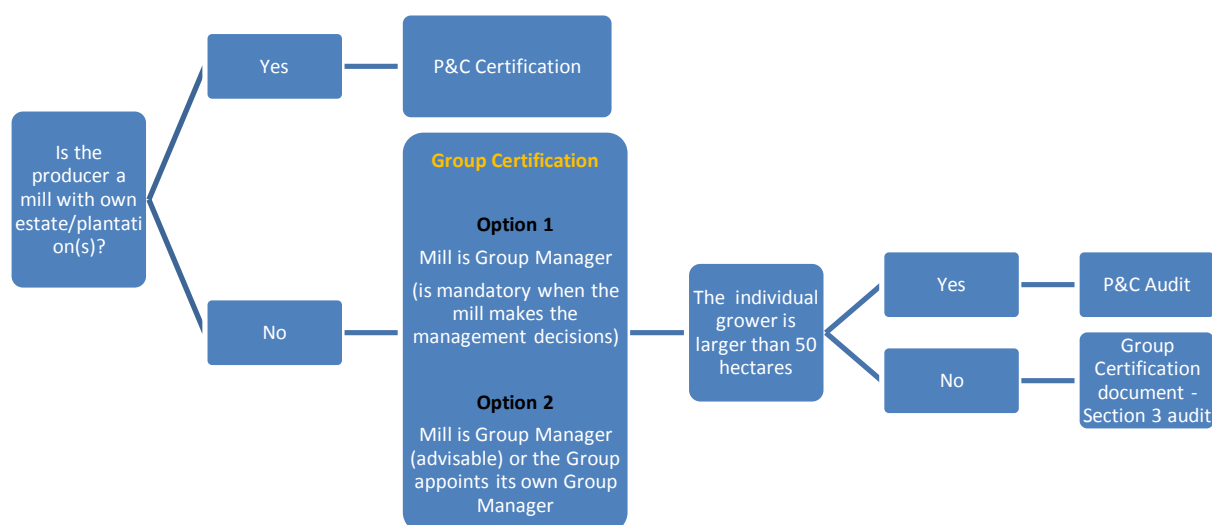 Is the
producer a
mill with own
estate/plantati
on(s)?
Yes
P&C Certification
No
Group Certification
Option 1
Mill is Group Manager
(is mandatory when the
mill makes the
management decisions)
Option 2
Mill is Group Manager
(advisable) or the Group
appoints its own Group
Manager
The individual
grower is
larger than 50
hectares
Yes
P&C Audit
No
Group
Certification
document -
Section 3 audit